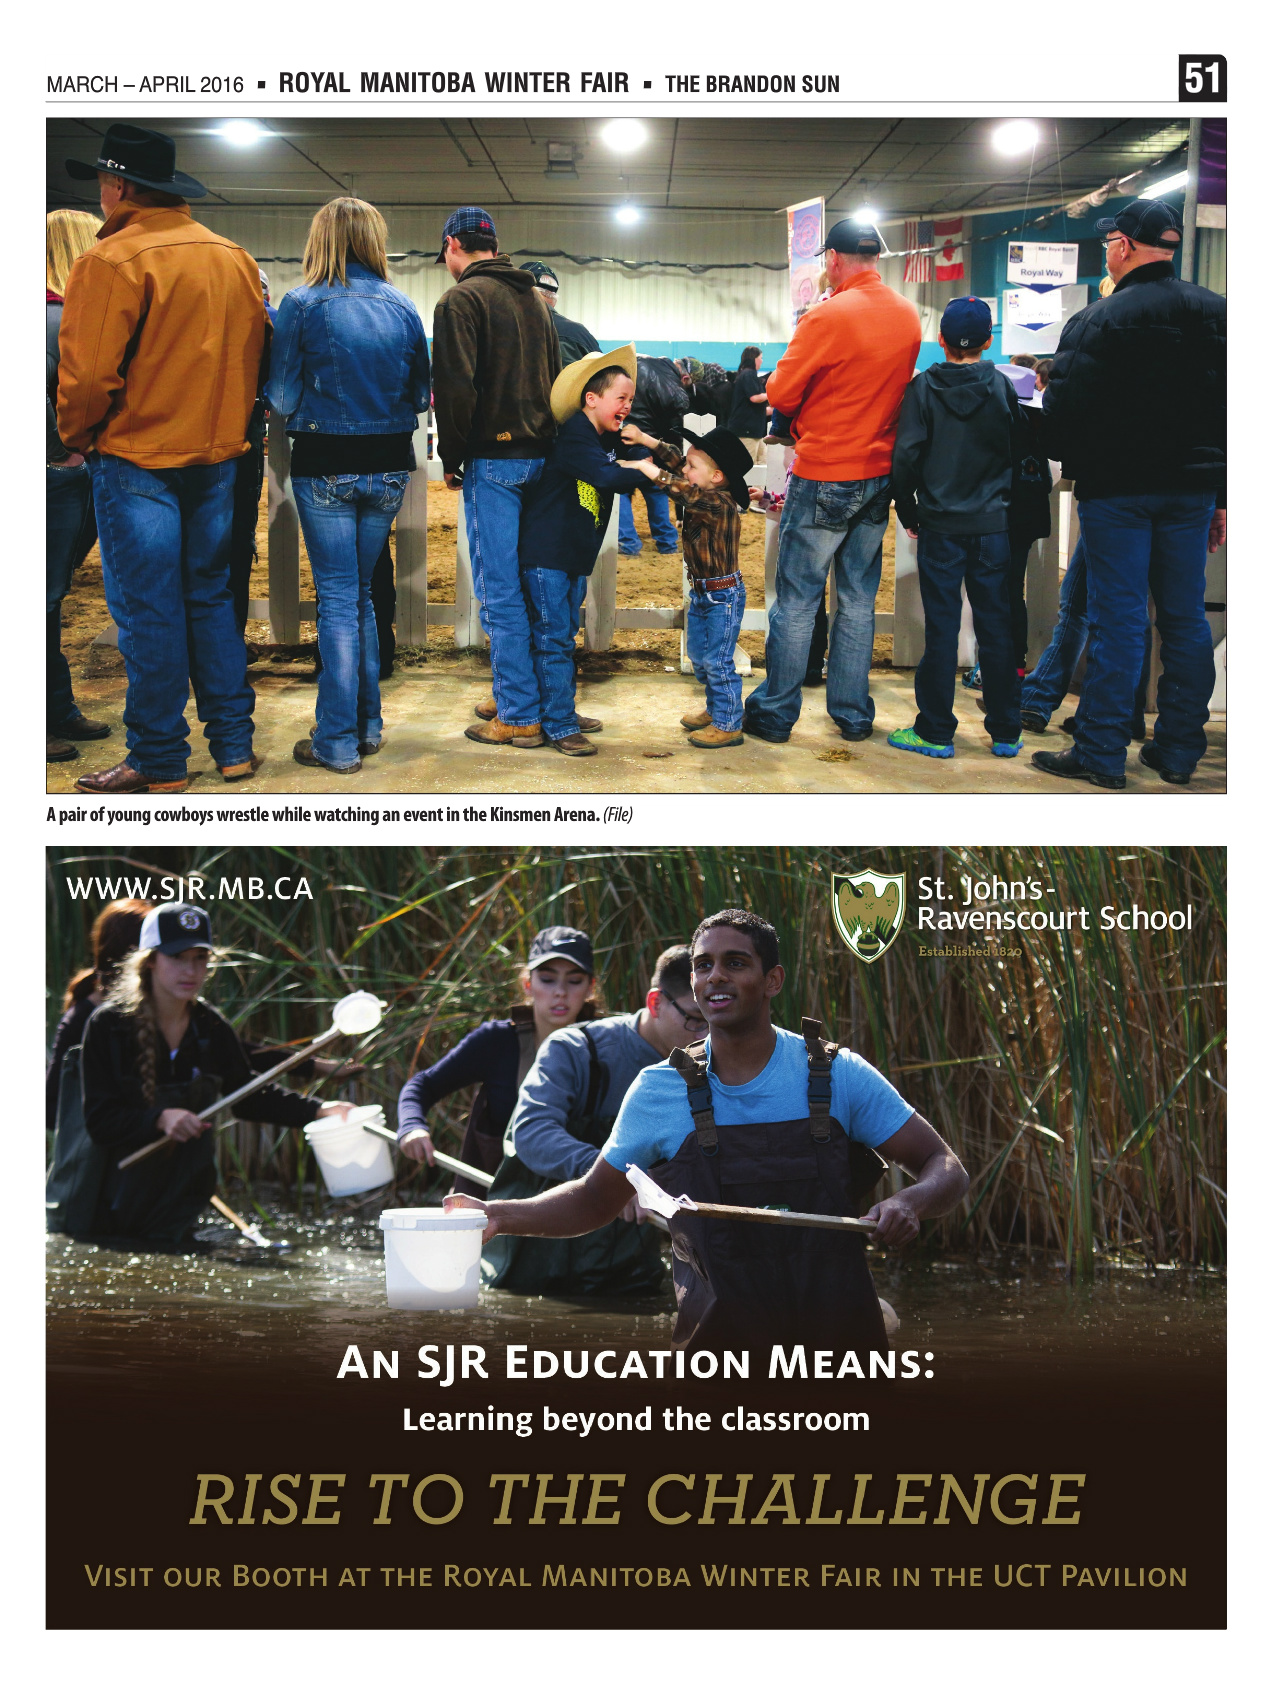 MARCH – APRIL 2016 ▪ ROYAL MANITOBA WINTER FAIR ▪ THE BRANDON SUN
51
Royal Way
A pair of young cowboys wrestle while watching an event in the Kinsmen Arena. (File)
WWW.SJR.MB.CA
St. John's-
Ravenscourt School
Established 1820
AN SJR EDUCATION MEANS:
Learning beyond the classroom
RISE TO THE CHALLENGE
VISIT OUR BOOTH AT THE ROYAL MANITOBA WINTER FAIR IN THE UCT PAVILION